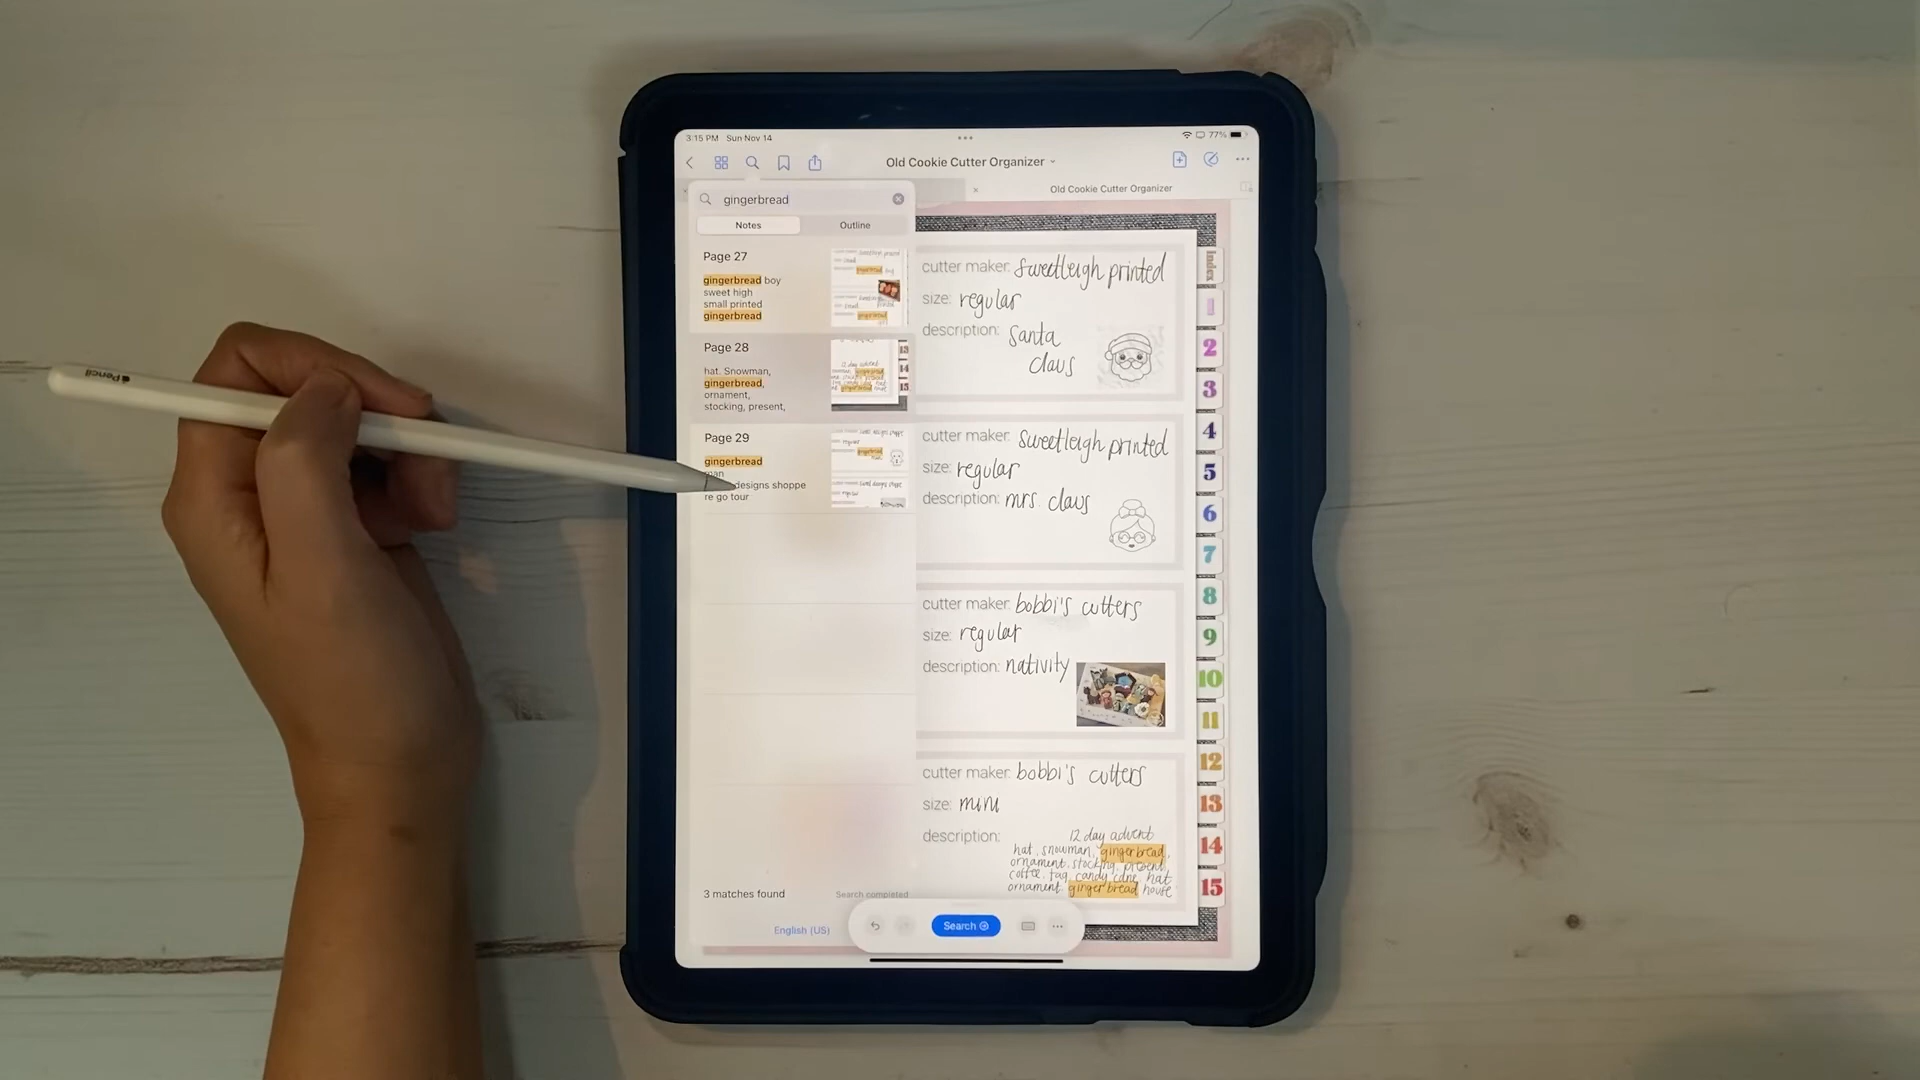 3:15 PM Sun Nov 14
77%
Old Cookie Cutter Organizer
Old Cookie Cutter Organizer
gingerbread
Notes
Outline
Page 27
gingerbread boy
sweet high
small printed
gingerbread
Page 28
hat. Snowman,
gingerbread,
ornament,
stocking, present,
Page 29
gingerbread
designs shoppe
re go tour
3 matches found
Search completed
English (US)
Search
cutter maker: Sweetleigh printed
size: regular
description: Santa
claus
cutter maker: sweetleigh printed
size: regular
description: mrs. claus
cutter maker: bobbi's cutters
size: regular
description: nativity
cutter maker: bobbi's cutters
size: mini
description: 12 day advent
hat, snowman, gingerbread,
ornament, stocking, present,
coffee, tag, candy cane, hat
ornament, gingerbread house
Index
1
2
3
4
5
6
7
8
9
10
11
12
13
14
15
Pencil